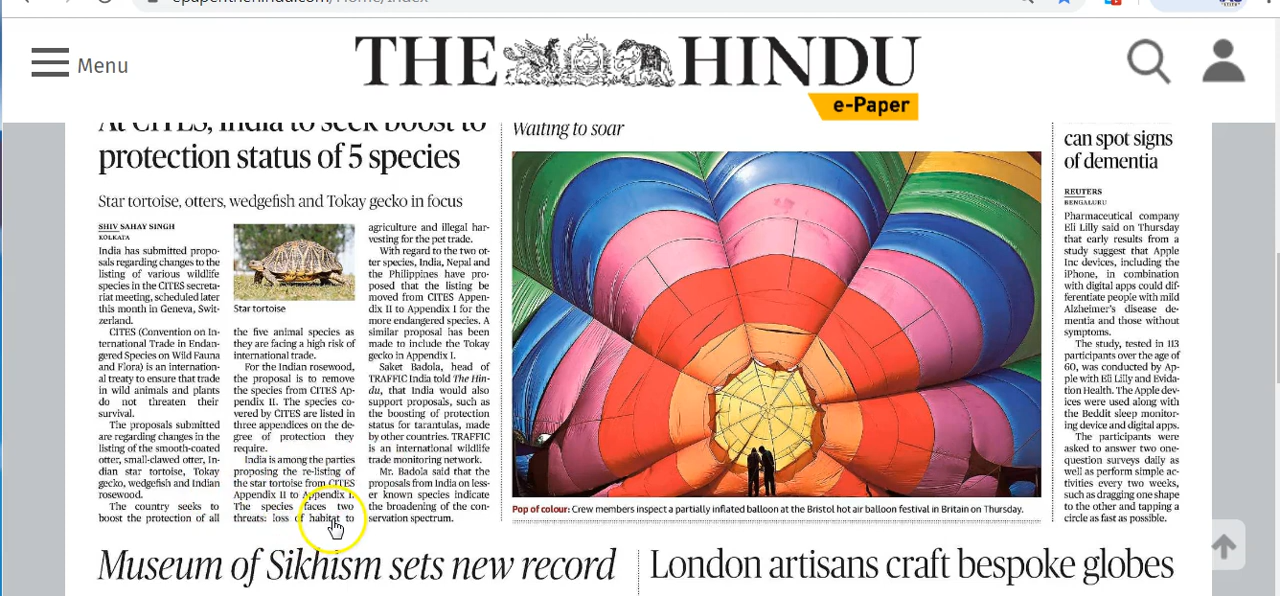 epaper.thehindu.com/Home/Index
Menu
THE HINDU
e-Paper
At CITES, India to seek boost to
protection status of 5 species
Star tortoise, otters, wedgefish and Tokay gecko in focus
SHIV SAHAY SINGH
KOLKATA
India has submitted propo-
sals regarding changes to the
listing of various wildlife
species in the CITES secreta-
riat meeting, scheduled later
this month in Geneva, Swit-
zerland.
CITES (Convention on In-
ternational Trade in Endan-
gered Species on Wild Fauna
and Flora) is an internation-
al treaty to ensure that trade
in wild animals and plants
do not threaten their
survival.
The proposals submitted
are regarding changes in the
listing of the smooth-coated
otter, small-clawed otter, In-
dian star tortoise, Tokay
gecko, wedgefish and Indian
rosewood.
The country seeks to
boost the protection of all
Star tortoise
the five animal species as
they are facing a high risk of
international trade.
For the Indian rosewood,
the proposal is to remove
the species from CITES Ap-
pendix II. The species co-
vered by CITES are listed in
three appendices on the de-
gree of protection they
require.
India is among the parties
proposing the re-listing of
the star tortoise from CITES
Appendix II to Appendix I.
The species faces two
threats: loss of habitat to
agriculture and illegal har-
vesting for the pet trade.
With regard to the two ot-
ter species, India, Nepal and
the Philippines have pro-
posed that the listing be
moved from CITES Appen-
dix II to Appendix I for the
more endangered species. A
similar proposal has been
made to include the Tokay
gecko in Appendix I.
Saket Badola, head of
TRAFFIC India told The Hin-
du, that India would also
support proposals, such as
the boosting of protection
status for tarantulas, made
by other countries. TRAFFIC
is an international wildlife
trade monitoring network.
Mr. Badola said that the
proposals from India on less-
er known species indicate
the broadening of the con-
servation spectrum.
Waiting to soar
Pop of colour: Crew members inspect a partially inflated balloon at the Bristol hot air balloon festival in Britain on Thursday.
can spot signs
of dementia
REUTERS
BENGALURU
Pharmaceutical company
Eli Lilly said on Thursday
that early results from a
study suggest that Apple
Inc devices, including the
iPhone, in combination
with digital apps could dif-
ferentiate people with mild
Alzheimer's disease de-
mentia and those without
symptoms.
The study, tested in 113
participants over the age of
60, was conducted by Ap-
ple with Eli Lilly and Evida-
tion Health. The Apple dev-
ices were used along with
the Beddit sleep monitor-
ing device and digital apps.
The participants were
asked to answer two one-
question surveys daily as
well as perform simple ac-
tivities every two weeks,
such as dragging one shape
to the other and tapping a
circle as fast as possible.
Museum of Sikhism sets new record
London artisans craft bespoke globes